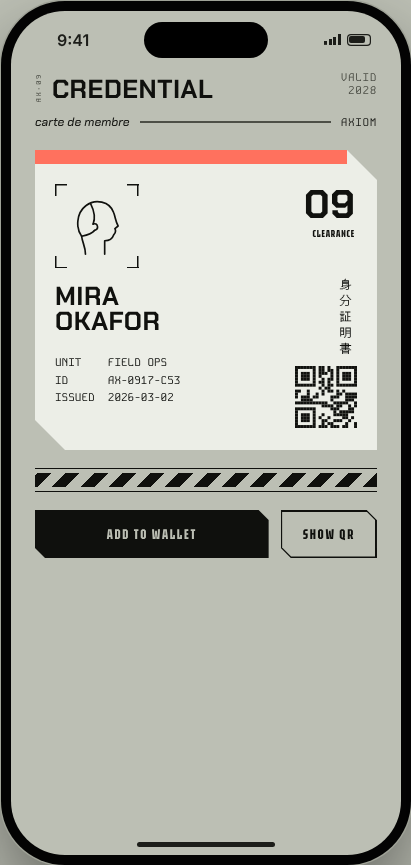 9:41
AX-09
CREDENTIAL
VALID
2028
carte de membre
AXIOM
09
CLEARANCE
MIRA
OKAFOR
身分証明書
UNIT FIELD OPS
ID AX-0917-C53
ISSUED 2026-03-02
ADD TO WALLET
SHOW QR